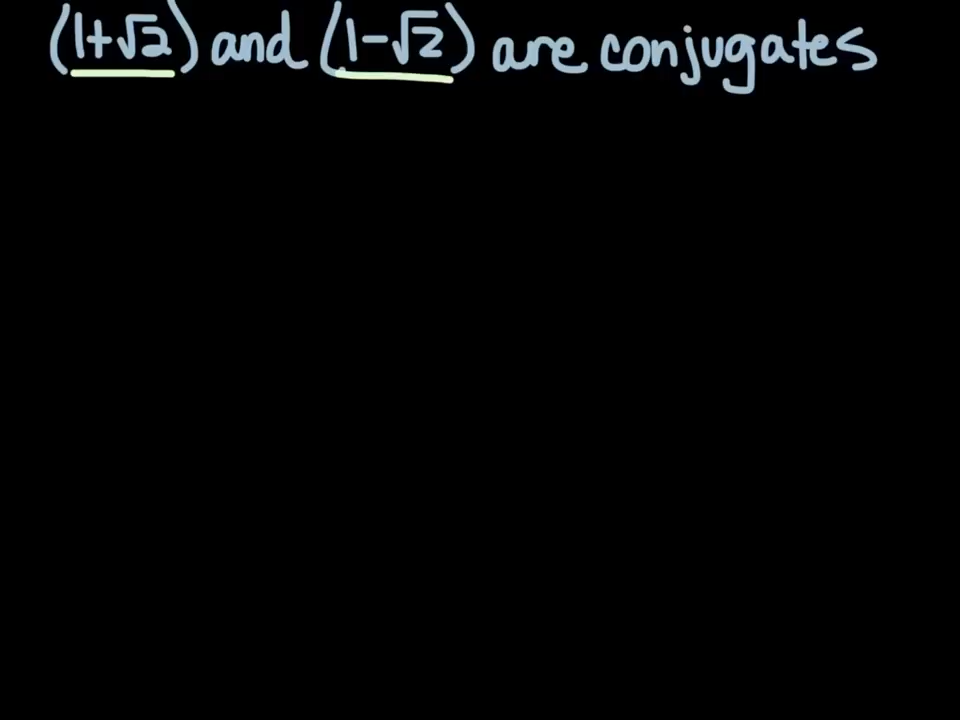 (1+√2) and (1-√2) are conjugates